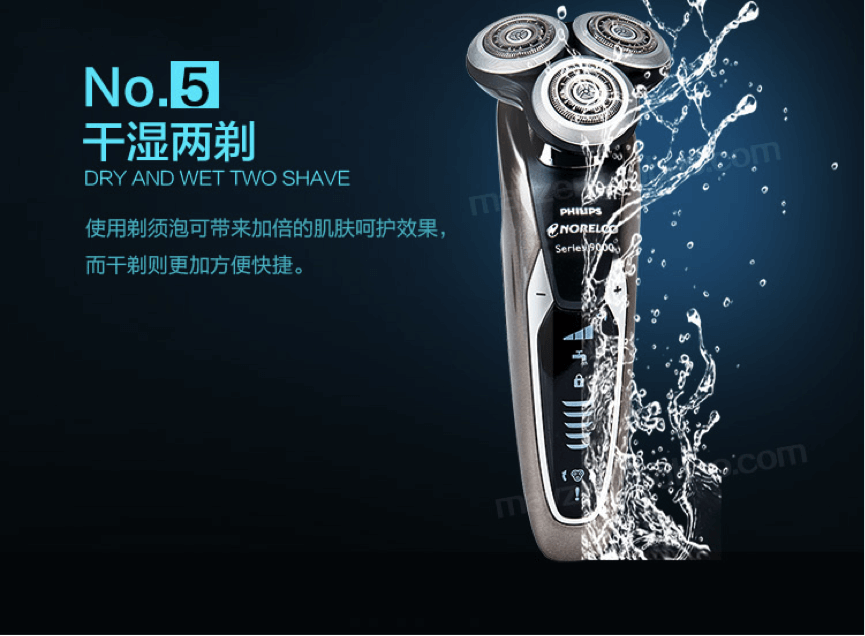 No.5
干湿两剃
DRY AND WET TWO SHAVE
使用剃须泡可带来加倍的肌肤呵护效果，
而干剃则更加方便快捷。
PHILIPS
NORELCO
Series 9000